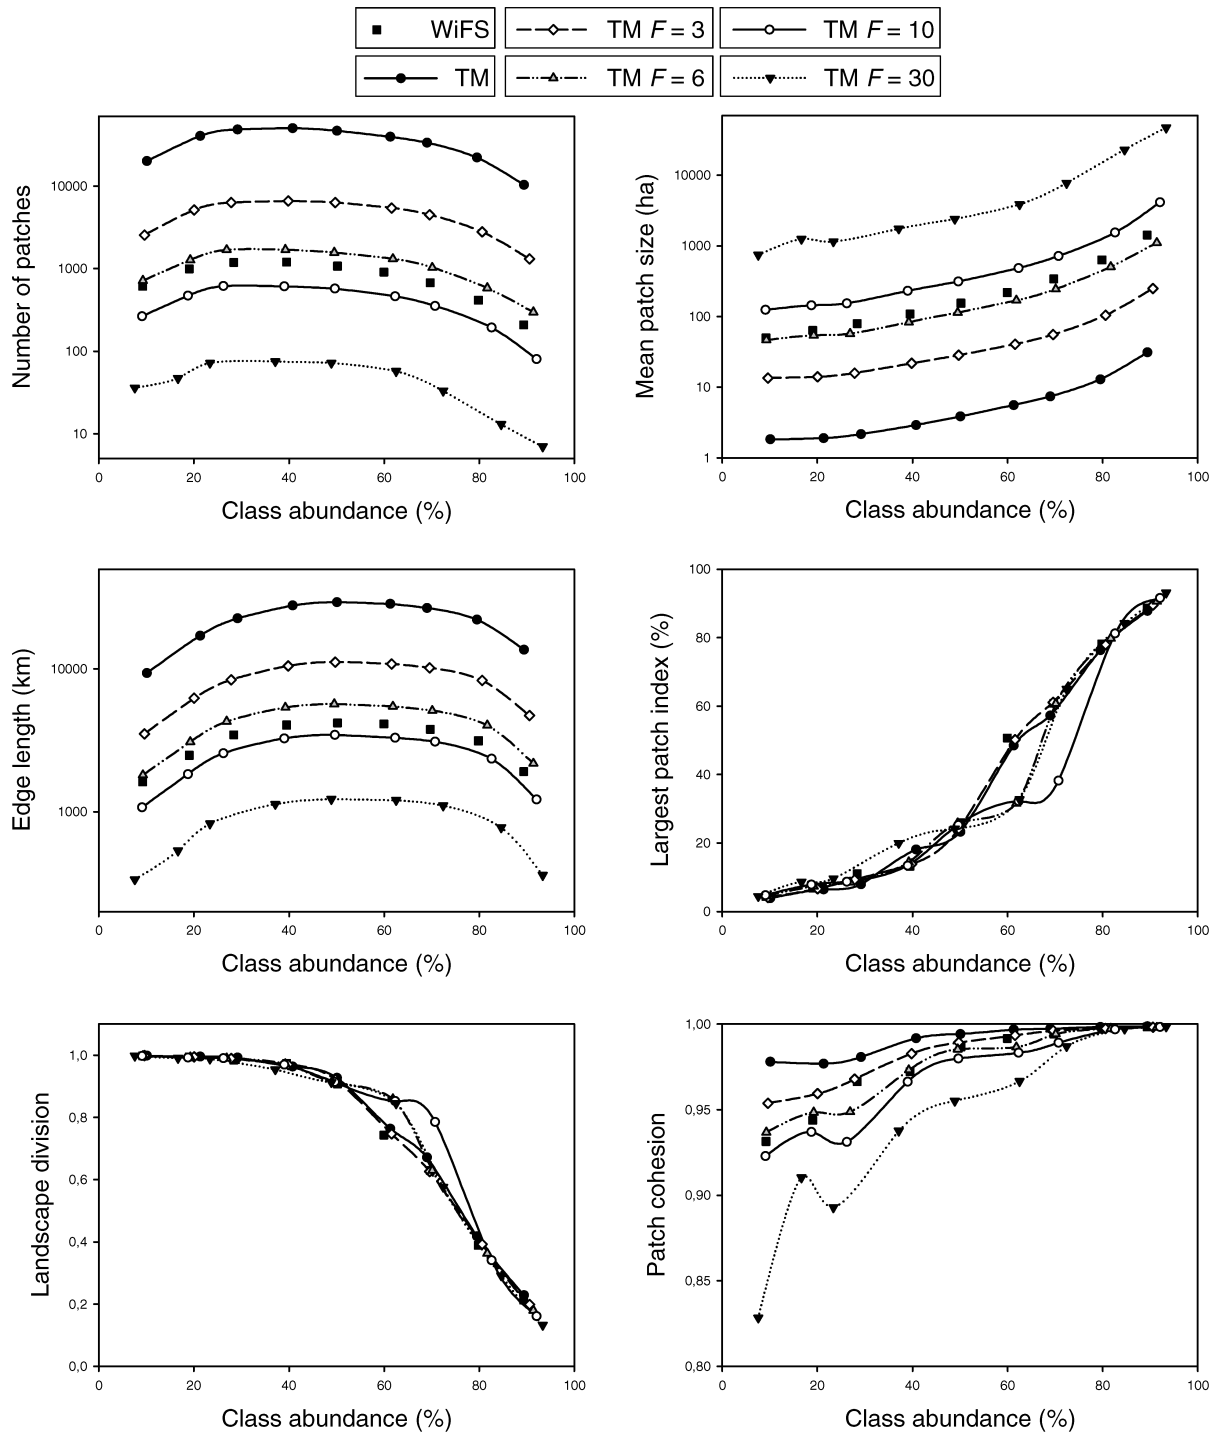 WiFS TM F = 3 TM F = 10
TM TM F = 6 TM F = 30
Number of patches
10000
1000
100
10
0 20 40 60 80 100
Class abundance (%)
Mean patch size (ha)
10000
1000
100
10
1
0 20 40 60 80 100
Class abundance (%)
Edge length (km)
10000
1000
0 20 40 60 80 100
Class abundance (%)
Largest patch index (%)
100
80
60
40
20
0
0 20 40 60 80 100
Class abundance (%)
Landscape division
1,0
0,8
0,6
0,4
0,2
0,0
0 20 40 60 80 100
Class abundance (%)
Patch cohesion
1,00
0,95
0,90
0,85
0,80
0 20 40 60 80 100
Class abundance (%)